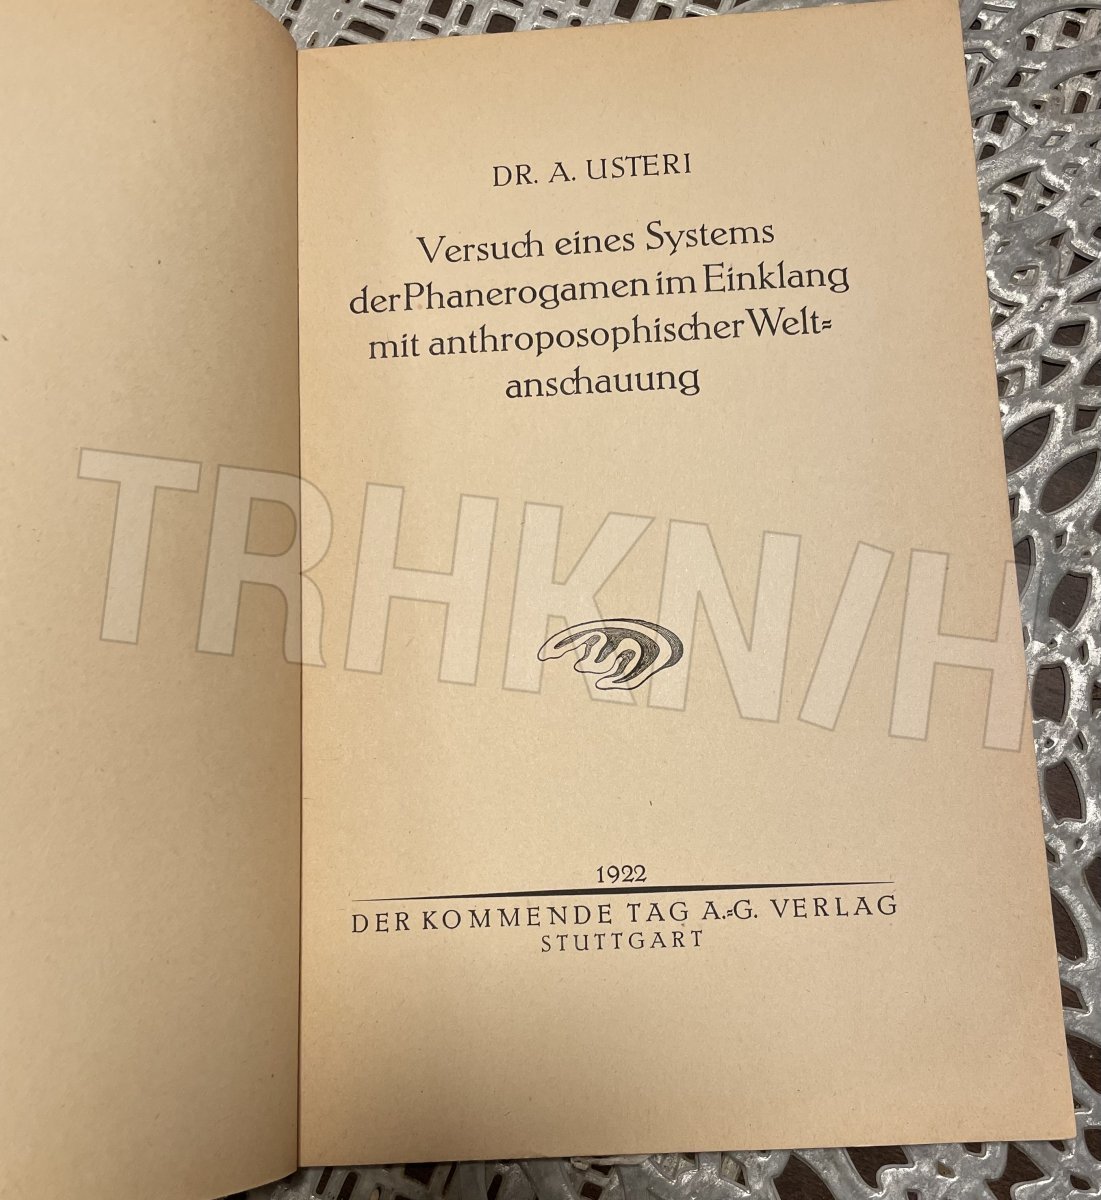 DR. A. USTERI
Versuch eines Systems
der Phanerogamen im Einklang
mit anthroposophischer Welt=
anschauung
TRHKN/H
1922
DER KOMMENDE TAG A.=G. VERLAG
STUTTGART